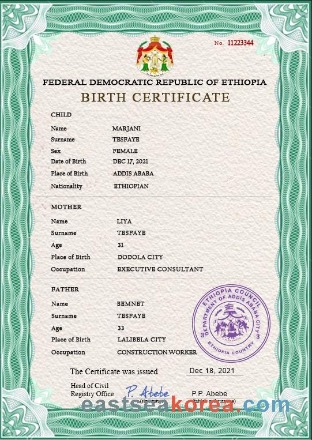 No. 11223344
FEDERAL DEMOCRATIC REPUBLIC OF ETHIOPIA
BIRTH CERTIFICATE
CHILD
Name MARJANI
Surname TESFAYE
Sex FEMALE
Date of Birth DEC 17, 2021
Place of Birth ADDIS ABABA
Nationality ETHIOPIAN
MOTHER
Name LIYA
Surname TESFAYE
Age 31
Place of Birth DODOLA CITY
Occupation EXECUTIVE CONSULTANT
FATHER
Name SEMNET
Surname TESFAYE
Age 33
Place of Birth LALIBELA CITY
Occupation CONSTRUCTION WORKER
ETHIOPIA COUNCIL
DEPARTMENT OF ADDIS ABABA CITY
ETHIOPIA COUNTRY
The Certificate was issued Dec 18, 2021
Head of Civil
Registry Office P. Abebe P.P. Abebe
eastseakorea.com